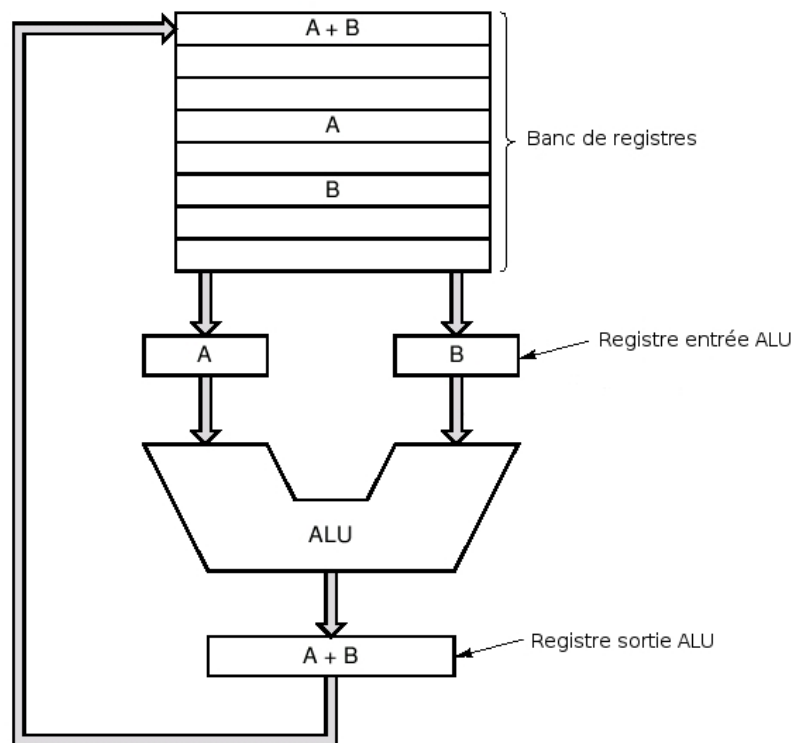 A + B
A
Banc de registres
B
A
B
Registre entrée ALU
ALU
A + B
Registre sortie ALU